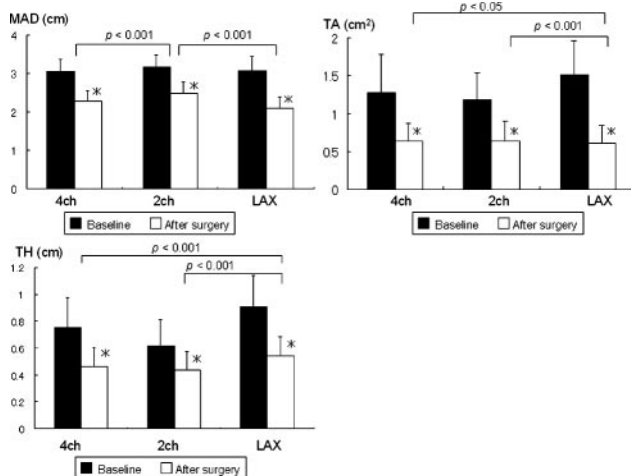 MAD (cm)
p < 0.001
p < 0.001
4
3
2
1
0
*
*
*
4ch
2ch
LAX
Baseline
After surgery
TA (cm²)
p < 0.05
p < 0.001
2
1.5
1
0.5
0
*
*
*
4ch
2ch
LAX
Baseline
After surgery
TH (cm)
p < 0.001
p < 0.001
1.2
1
0.8
0.6
0.4
0.2
0
*
*
*
4ch
2ch
LAX
Baseline
After surgery